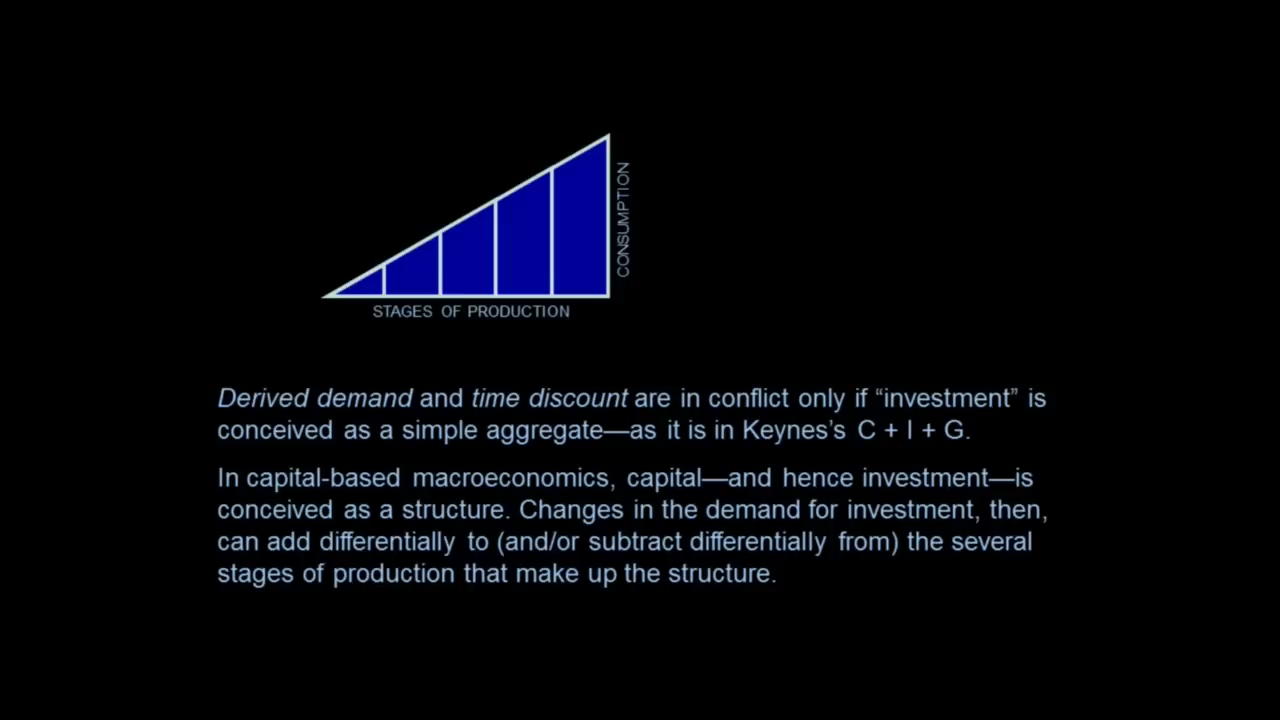 CONSUMPTION
STAGES OF PRODUCTION
Derived demand and time discount are in conflict only if “investment” is
conceived as a simple aggregate—as it is in Keynes’s C + I + G.
In capital-based macroeconomics, capital—and hence investment—is
conceived as a structure. Changes in the demand for investment, then,
can add differentially to (and/or subtract differentially from) the several
stages of production that make up the structure.